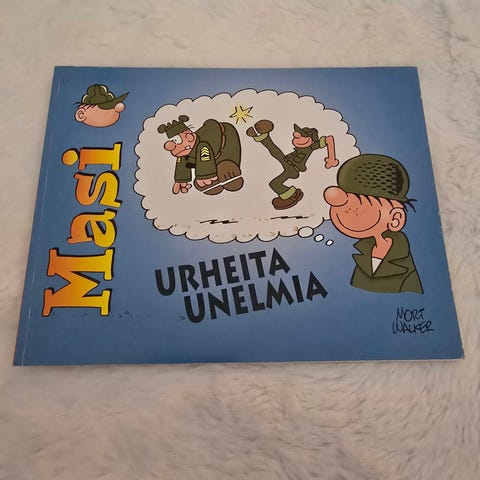 Masi
URHEITA
UNELMIA
MORT
WALKER